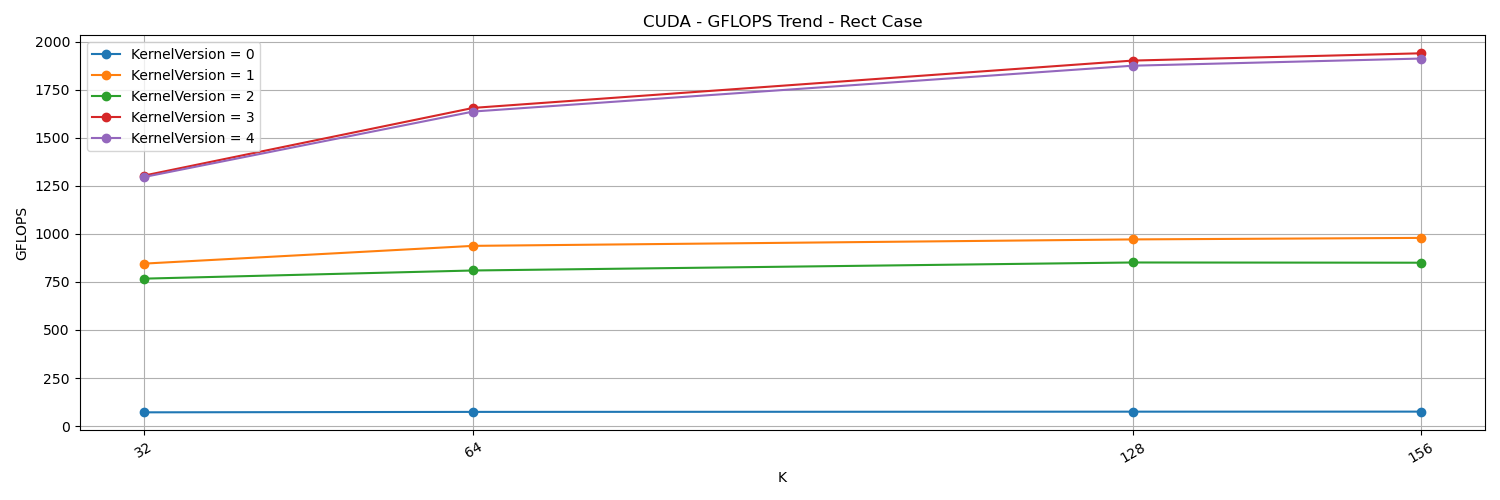 CUDA - GFLOPS Trend - Rect Case
2000
1750
1500
1250
1000
750
500
250
0
GFLOPS
KernelVersion = 0
KernelVersion = 1
KernelVersion = 2
KernelVersion = 3
KernelVersion = 4
32
64
128
156
K